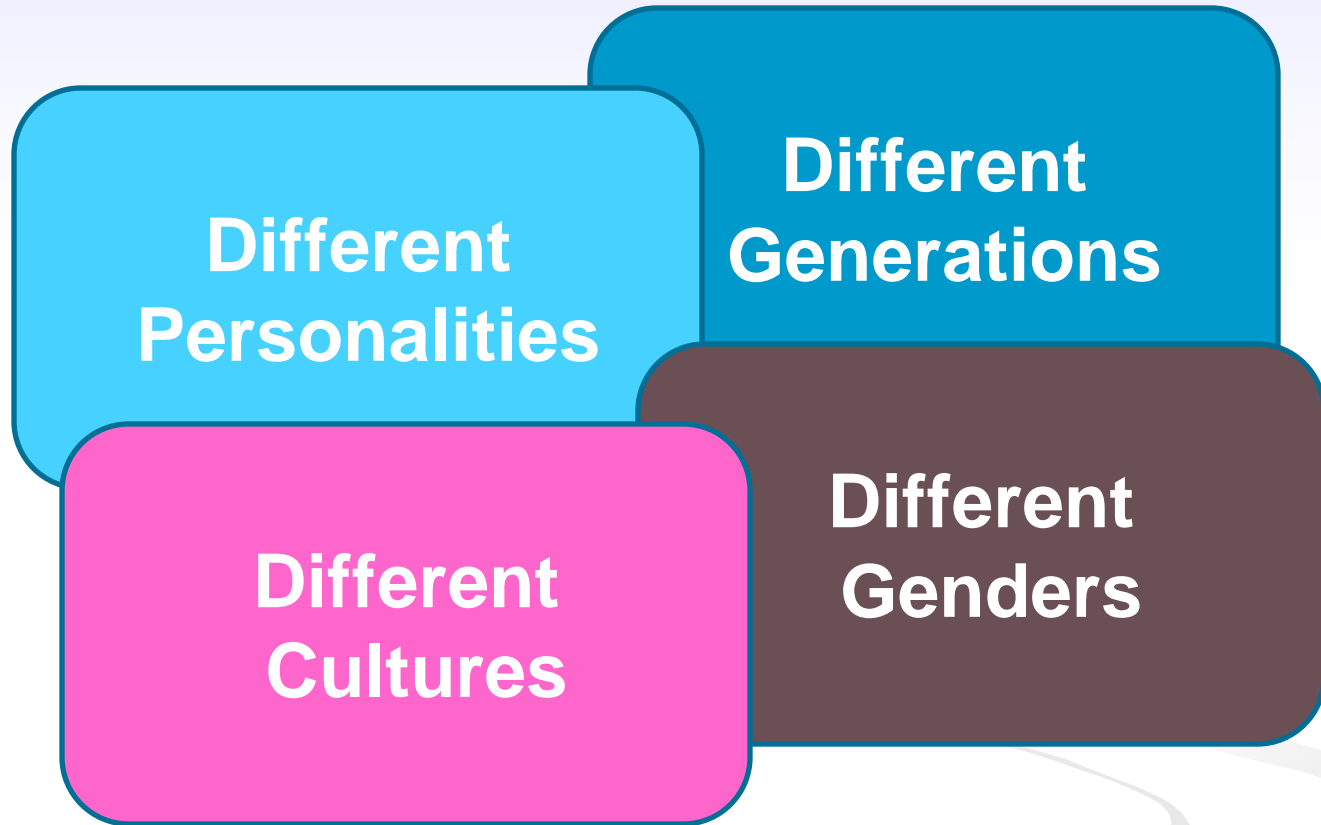 Different
Personalities
Different
Generations
Different
Cultures
Different
Genders